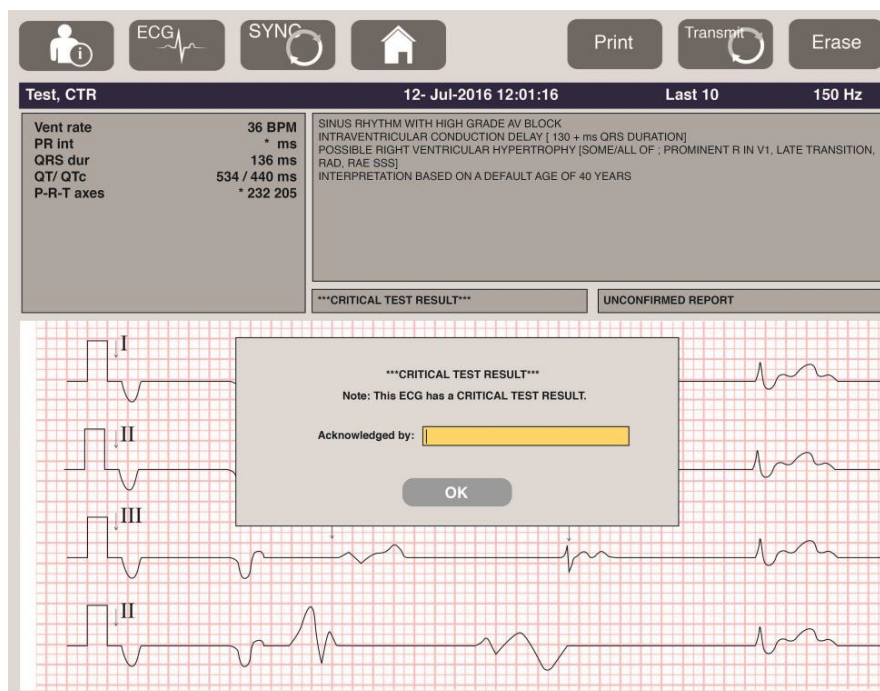 ECG
SYNC
Print
Transmit
Erase
Test, CTR
12- Jul-2016 12:01:16
Last 10
150 Hz
Vent rate 36 BPM
PR int * ms
QRS dur 136 ms
QT/ QTc 534 / 440 ms
P-R-T axes * 232 205
SINUS RHYTHM WITH HIGH GRADE AV BLOCK
INTRAVENTRICULAR CONDUCTION DELAY [ 130 + ms QRS DURATION]
POSSIBLE RIGHT VENTRICULAR HYPERTROPHY [SOME/ALL OF ; PROMINENT R IN V1, LATE TRANSITION,
RAD, RAE SSS]
INTERPRETATION BASED ON A DEFAULT AGE OF 40 YEARS
***CRITICAL TEST RESULT***
UNCONFIRMED REPORT
I
II
III
II
***CRITICAL TEST RESULT***
Note: This ECG has a CRITICAL TEST RESULT.
Acknowledged by:
OK